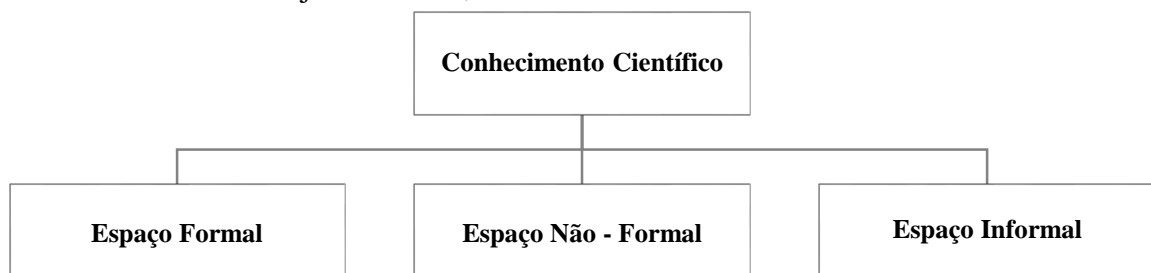 Conhecimento Científico
Espaço Formal
Espaço Não - Formal
Espaço Informal